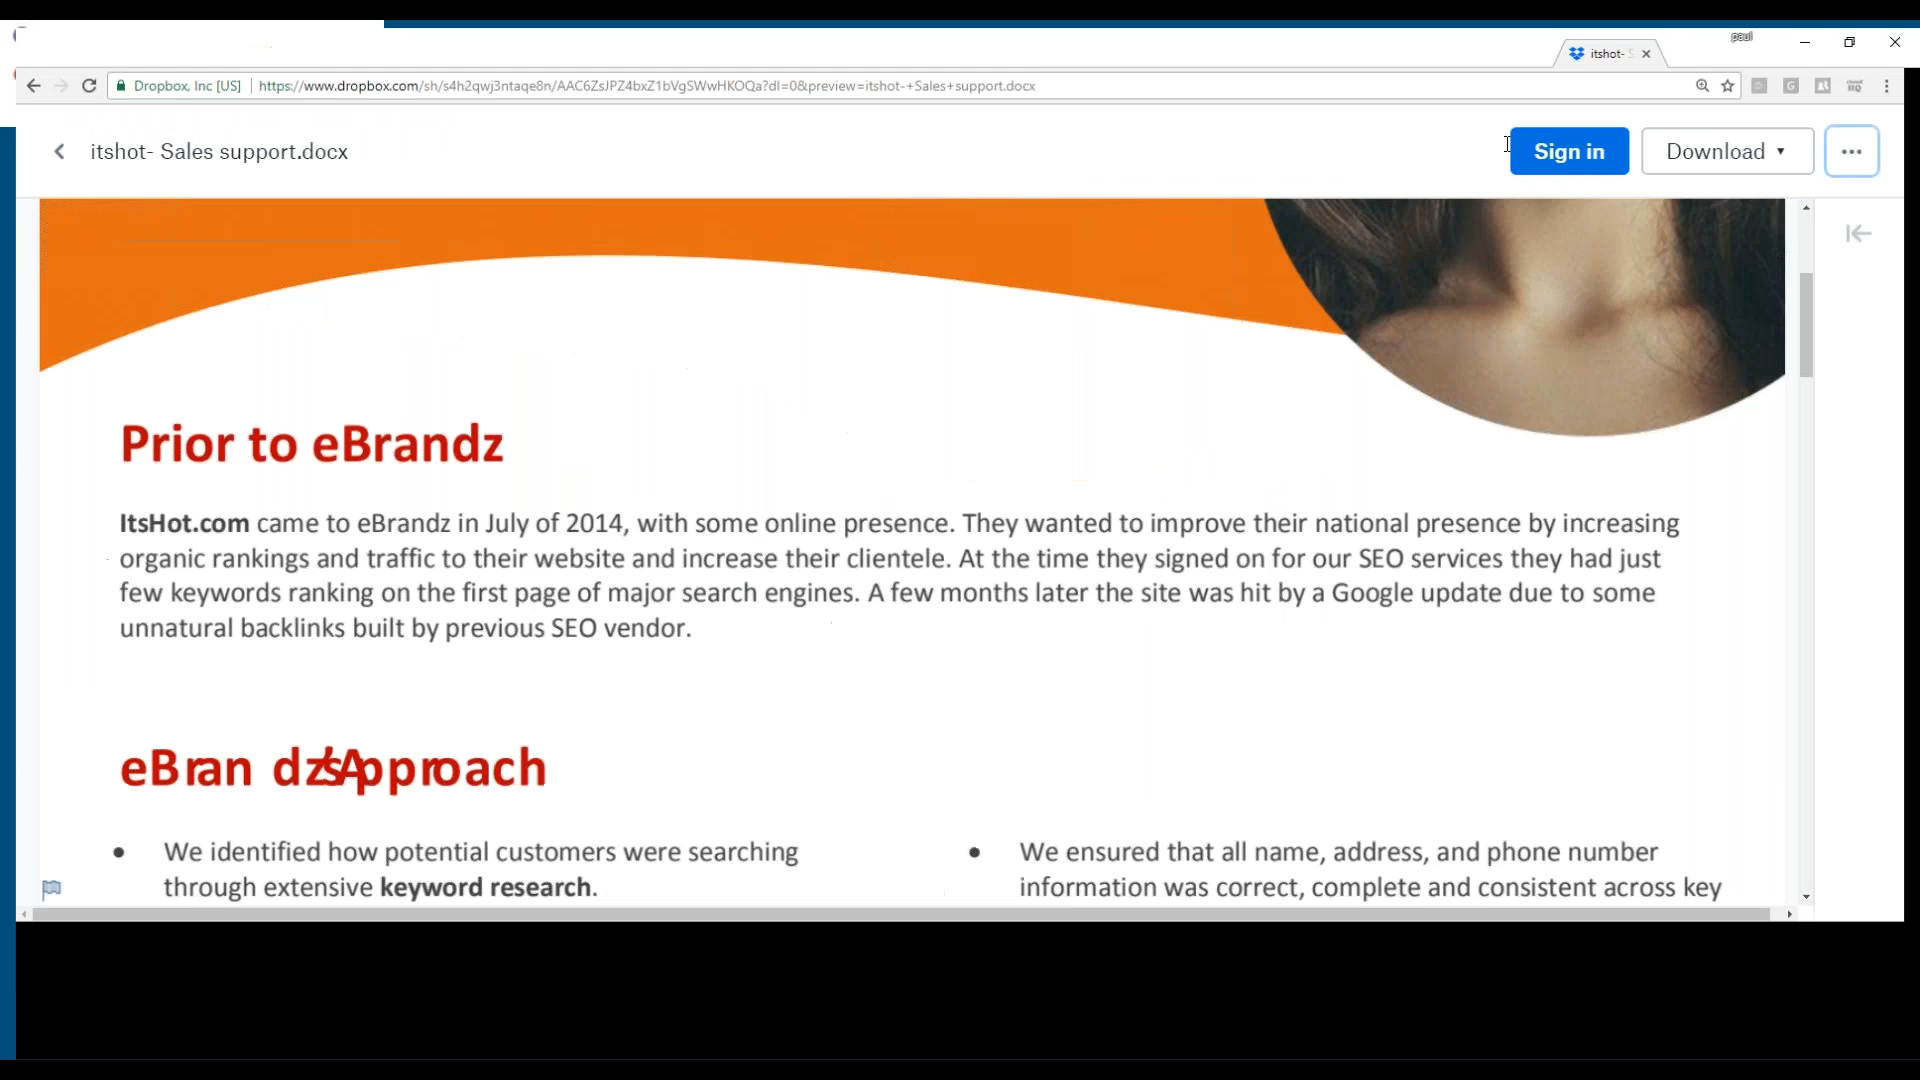 paul
itshot- S
Dropbox, Inc [US] https://www.dropbox.com/sh/s4h2qwj3ntaqe8n/AAC6ZsJPZ4bxZ1bVgSWwHKOQa?dl=0&preview=itshot-+Sales+support.docx
itshot- Sales support.docx
Sign in
Download
Prior to eBrandz
ItsHot.com came to eBrandz in July of 2014, with some online presence. They wanted to improve their national presence by increasing
organic rankings and traffic to their website and increase their clientele. At the time they signed on for our SEO services they had just
few keywords ranking on the first page of major search engines. A few months later the site was hit by a Google update due to some
unnatural backlinks built by previous SEO vendor.
eBrandz's Approach
• We identified how potential customers were searching
through extensive keyword research.
• We ensured that all name, address, and phone number
information was correct, complete and consistent across key